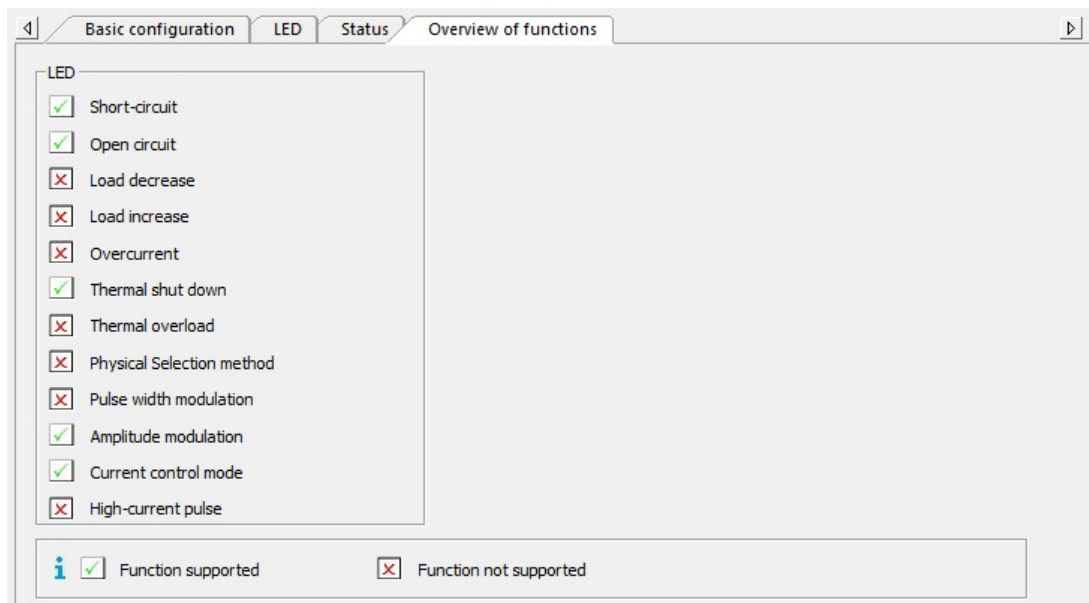 Basic configuration LED Status Overview of functions
LED
Short-circuit
Open circuit
Load decrease
Load increase
Overcurrent
Thermal shut down
Thermal overload
Physical Selection method
Pulse width modulation
Amplitude modulation
Current control mode
High-current pulse
Function supported Function not supported